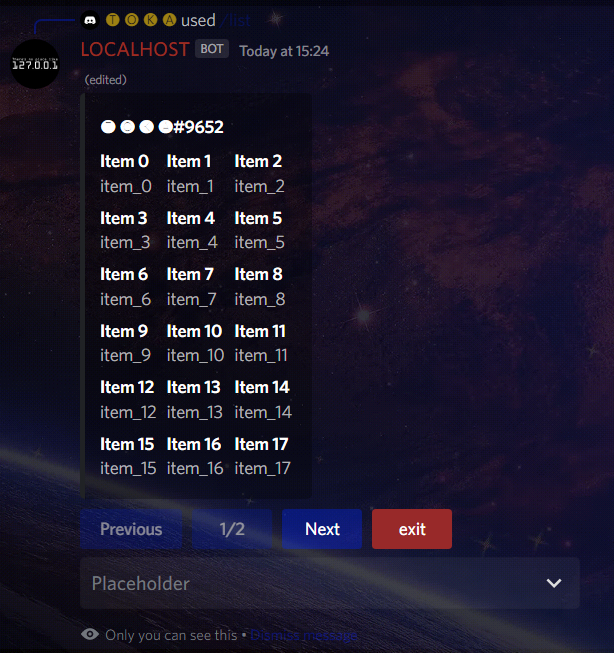 🅣 🅞 🅚 🅐 used /list
LOCALHOST BOT Today at 15:24
127.0.0.1
(edited)
#9652
Item 0 Item 1 Item 2
item_0 item_1 item_2
Item 3 Item 4 Item 5
item_3 item_4 item_5
Item 6 Item 7 Item 8
item_6 item_7 item_8
Item 9 Item 10 Item 11
item_9 item_10 item_11
Item 12 Item 13 Item 14
item_12 item_13 item_14
Item 15 Item 16 Item 17
item_15 item_16 item_17
Previous 1/2 Next exit
Placeholder
Only you can see this • Dismiss message